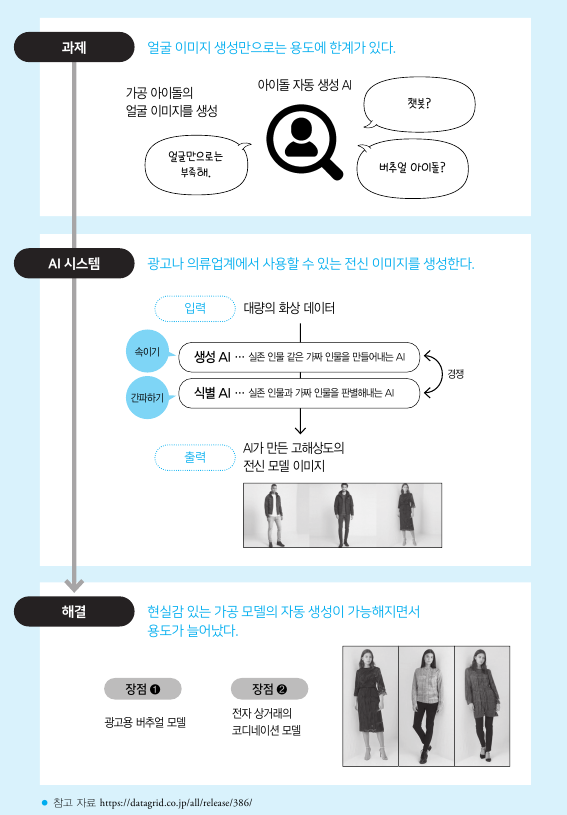 과제
얼굴 이미지 생성만으로는 용도에 한계가 있다.
가공 아이돌의
얼굴 이미지를 생성
아이돌 자동 생성 AI
챗봇?
얼굴만으로는
부족해.
버추얼 아이돌?
AI 시스템
광고나 의류업계에서 사용할 수 있는 전신 이미지를 생성한다.
입력
대량의 화상 데이터
속이기
생성 AI ··· 실존 인물 같은 가짜 인물을 만들어내는 AI
간파하기
식별 AI ··· 실존 인물과 가짜 인물을 판별해내는 AI
경쟁
출력
AI가 만든 고해상도의
전신 모델 이미지
해결
현실감 있는 가공 모델의 자동 생성이 가능해지면서
용도가 늘어났다.
장점 ❶
광고용 버추얼 모델
장점 ❷
전자 상거래의
코디네이션 모델
● 참고 자료 https://datagrid.co.jp/all/release/386/